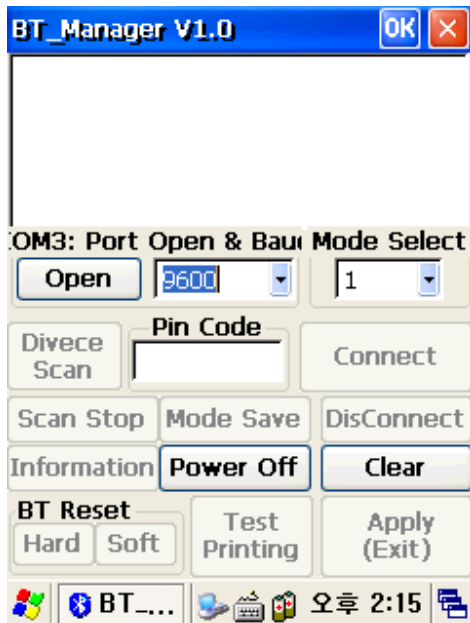 BT_Manager V1.0 OK
COM3: Port Open & Baud Mode Select
Open 9600 1
Divece Scan Pin Code Connect
Scan Stop Mode Save DisConnect
Information Power Off Clear
BT Reset
Hard Soft Test Printing Apply (Exit)
BT_... 오후 2:15